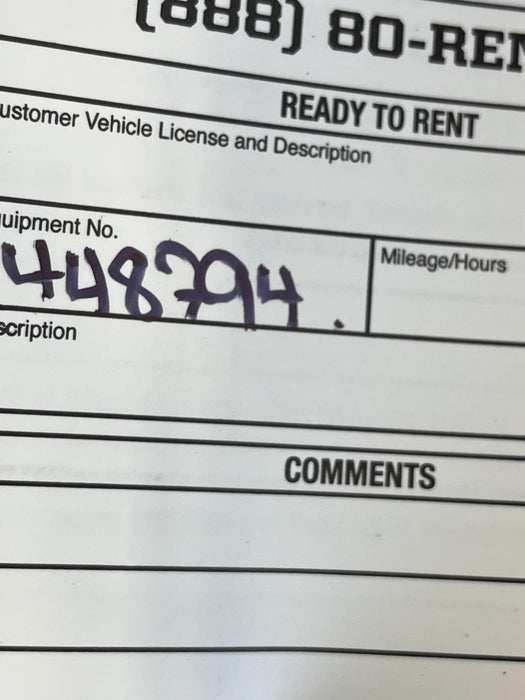 (888) 80-REN
READY TO RENT
ustomer Vehicle License and Description
uipment No.
448794.
Mileage/Hours
scription
COMMENTS